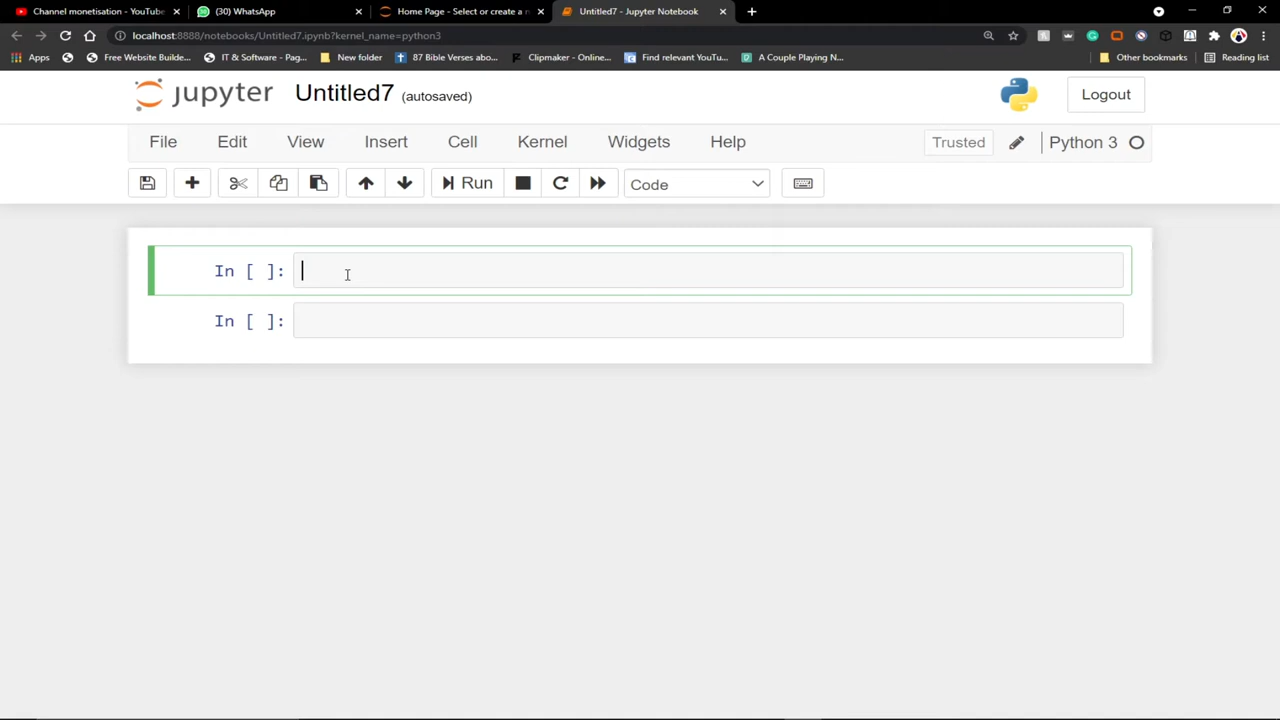 Channel monetisation - YouTube
(30) WhatsApp
Home Page - Select or create a n
Untitled7 - Jupyter Notebook
localhost:8888/notebooks/Untitled7.ipynb?kernel_name=python3
Apps
Free Website Builde...
IT & Software - Pag...
New folder
87 Bible Verses abo...
Clipmaker - Online...
Find relevant YouTu...
A Couple Playing N...
Other bookmarks
Reading list
jupyter Untitled7 (autosaved)
Logout
File Edit View Insert Cell Kernel Widgets Help
Trusted
Python 3
Run
Code
In [ ]:
In [ ]: